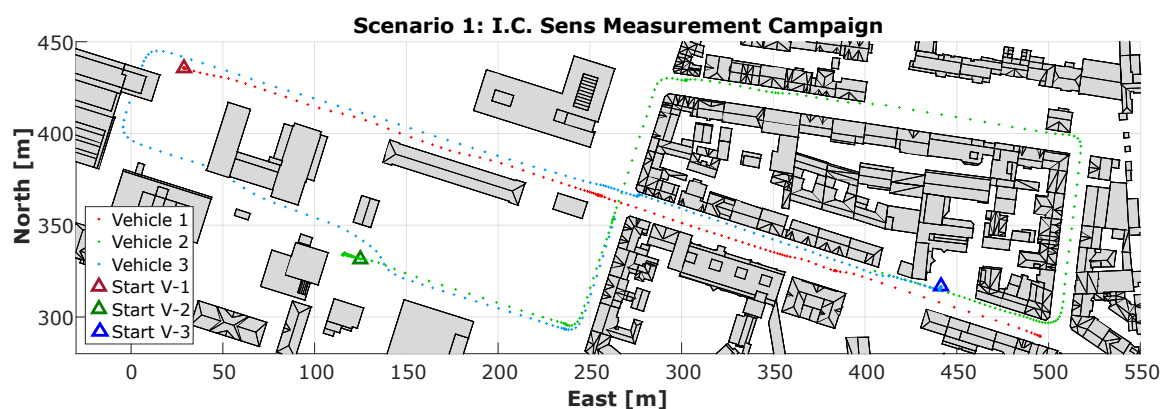 Scenario 1: I.C. Sens Measurement Campaign
North [m]
450
400
350
300
Vehicle 1
Vehicle 2
Vehicle 3
Start V-1
Start V-2
Start V-3
0 50 100 150 200 250 300 350 400 450 500 550
East [m]